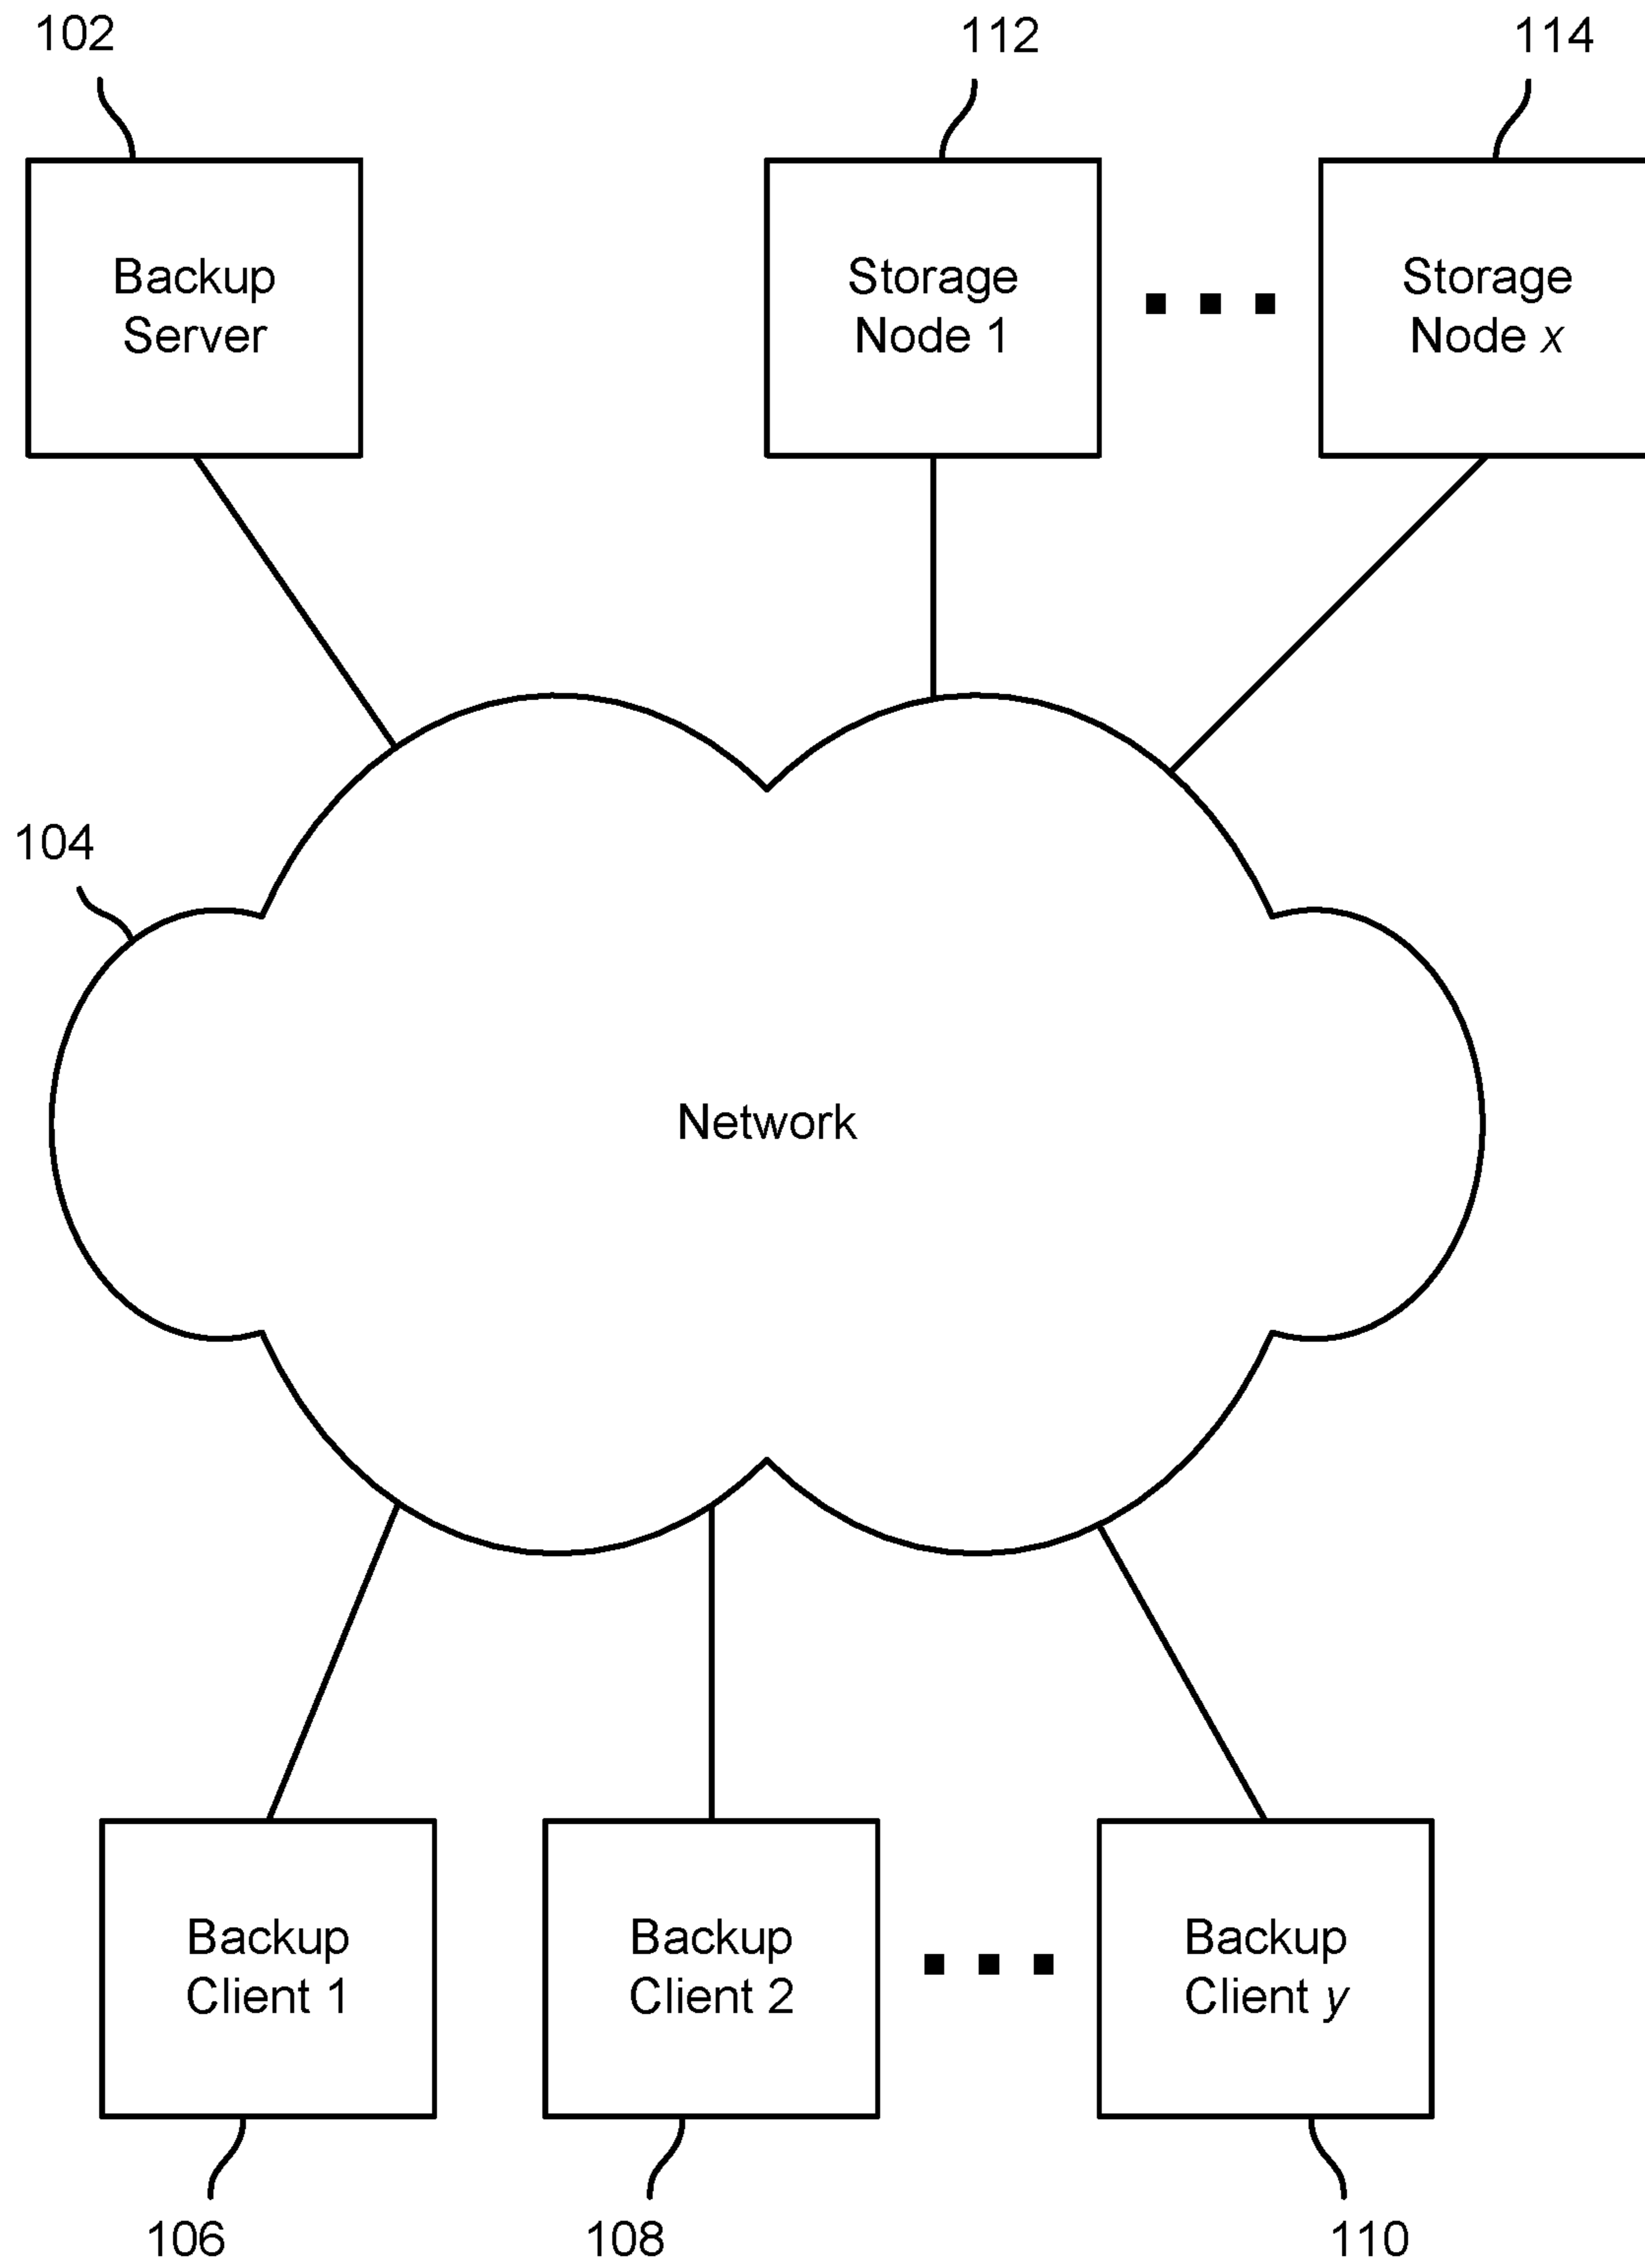 102
112
114
Backup
Server
Storage
Node 1
Storage
Node x
104
Network
Backup
Client 1
Backup
Client 2
Backup
Client y
106
108
110